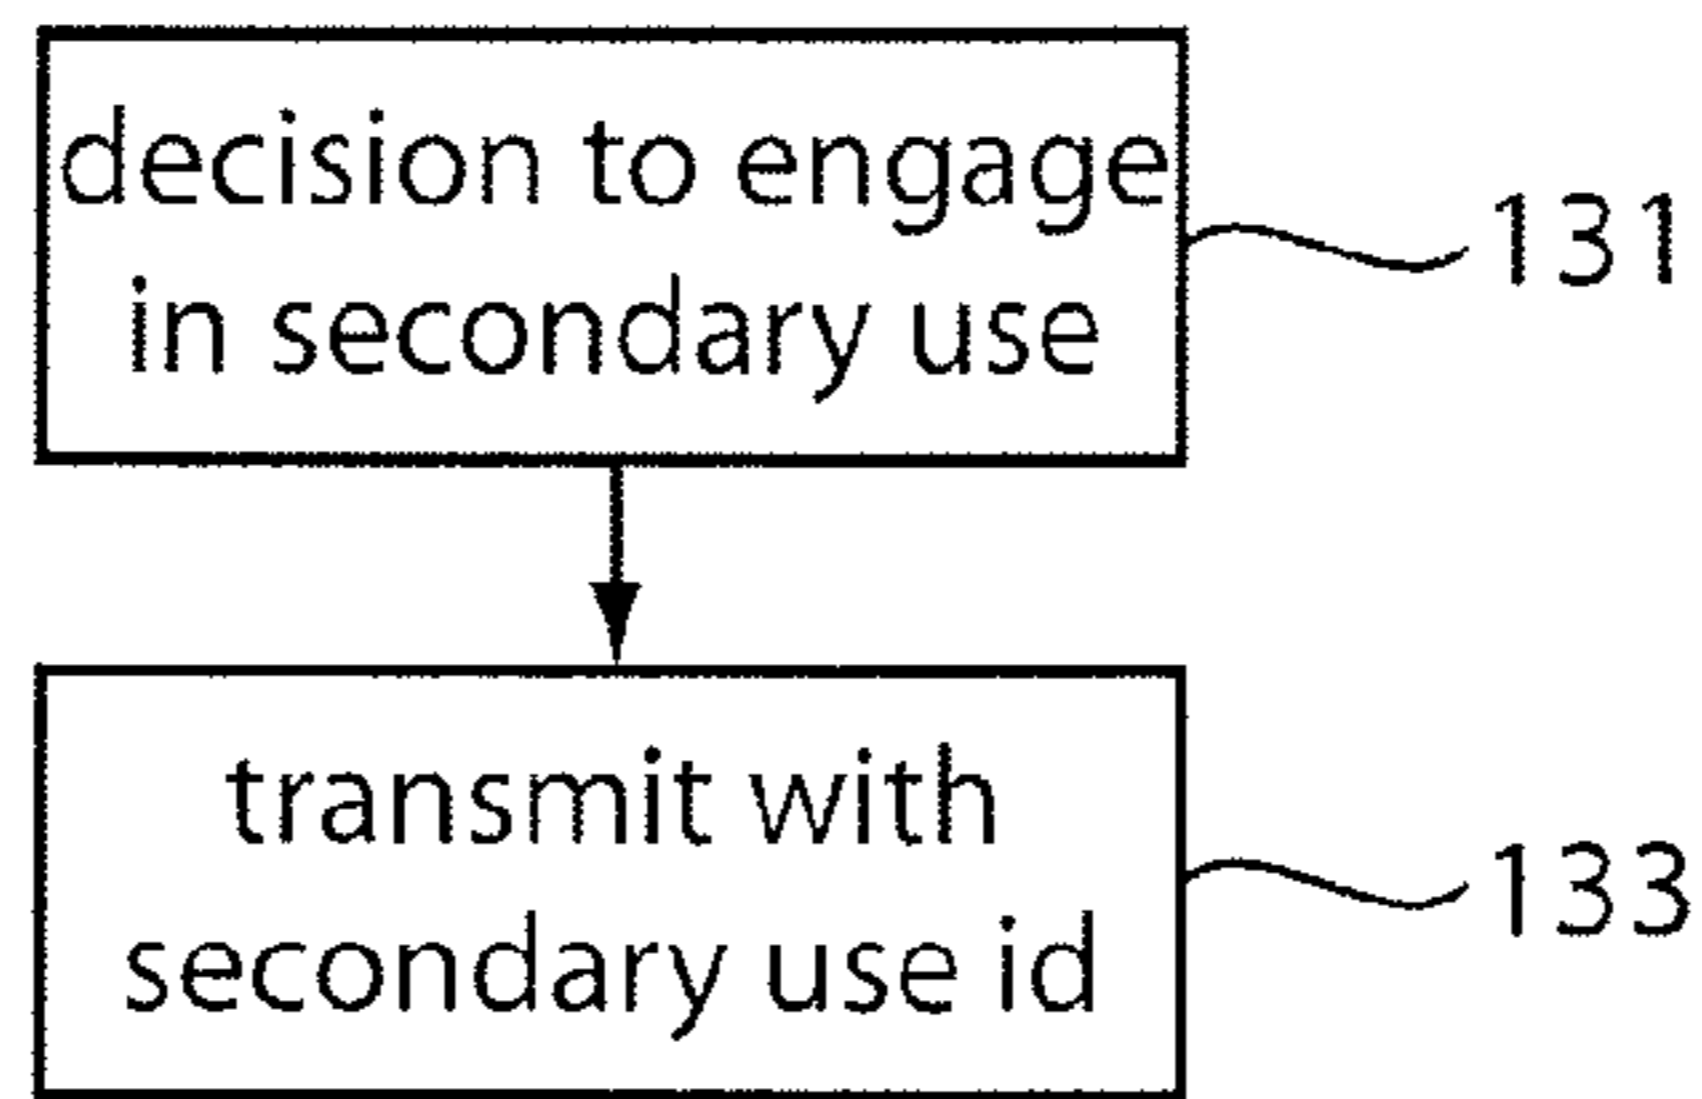 decision to engage
in secondary use
131
transmit with
secondary use id
133